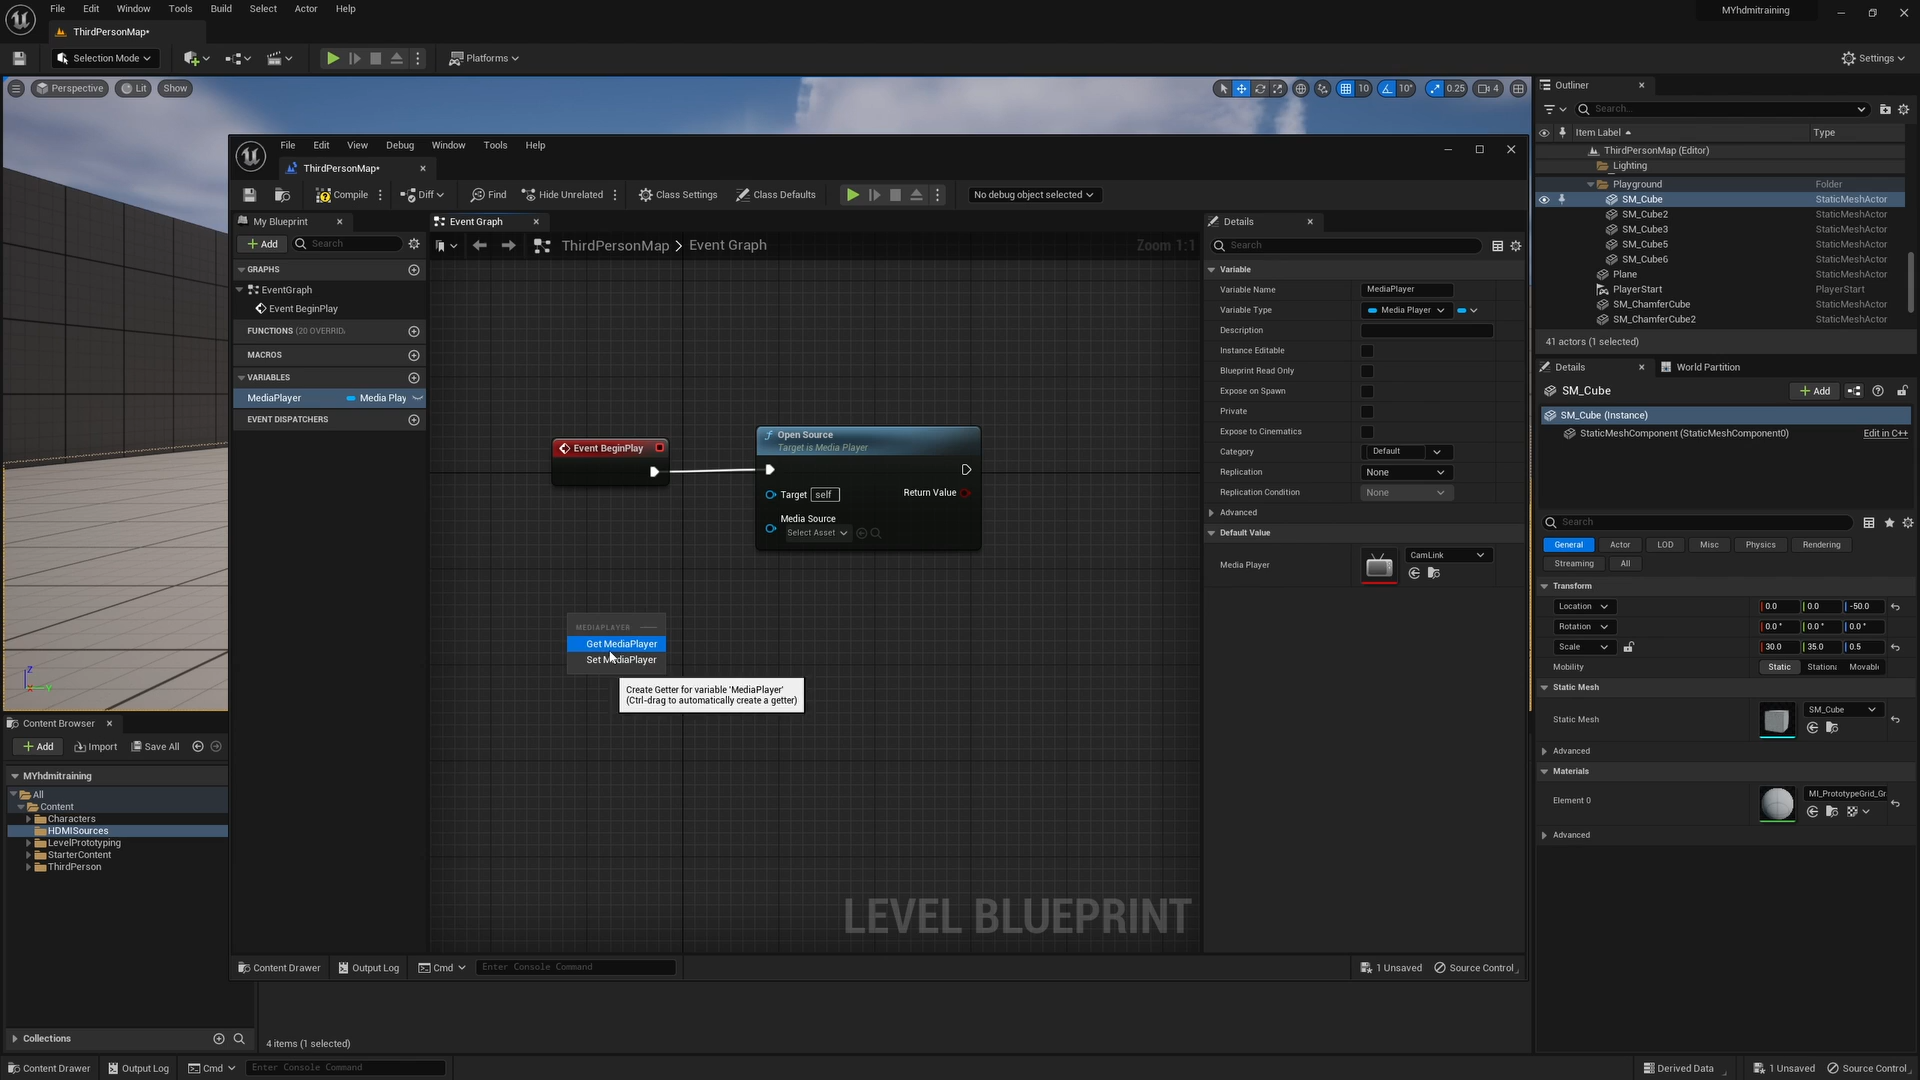 File Edit Window Tools Build Select Actor Help
MYhdmitraining
ThirdPersonMap*
Selection Mode
Platforms
Settings
Perspective Lit Show
10 10° 0.25 4
Outliner
Search...
Item Label Type
ThirdPersonMap (Editor)
Lighting
Playground Folder
SM_Cube StaticMeshActor
SM_Cube2 StaticMeshActor
SM_Cube3 StaticMeshActor
SM_Cube5 StaticMeshActor
SM_Cube6 StaticMeshActor
Plane StaticMeshActor
PlayerStart PlayerStart
SM_ChamferCube StaticMeshActor
SM_ChamferCube2 StaticMeshActor
41 actors (1 selected)
Details World Partition
SM_Cube
Add
SM_Cube (Instance)
StaticMeshComponent (StaticMeshComponent0) Edit in C++
Search
General Actor LOD Misc Physics Rendering
Streaming All
Transform
Location 0.0 0.0 -50.0
Rotation 0.0 ° 0.0 ° 0.0 °
Scale 30.0 35.0 0.5
Mobility Static Stationa Movabl
Static Mesh
Static Mesh SM_Cube
Advanced
Materials
Element 0 MI_PrototypeGrid_Gr
Advanced
File Edit View Debug Window Tools Help
ThirdPersonMap*
Compile Diff Find Hide Unrelated Class Settings Class Defaults No debug object selected
My Blueprint
Add Search
GRAPHS
EventGraph
Event BeginPlay
FUNCTIONS (20 OVERRID
MACROS
VARIABLES
MediaPlayer Media Play
EVENT DISPATCHERS
Event Graph
ThirdPersonMap > Event Graph
Zoom 1:1
Event BeginPlay
Open Source
Target is Media Player
Target self
Return Value
Media Source
Select Asset
MEDIAPLAYER
Get MediaPlayer
Set MediaPlayer
Create Getter for variable 'MediaPlayer'
(Ctrl-drag to automatically create a getter)
LEVEL BLUEPRINT
Details
Search
Variable
Variable Name MediaPlayer
Variable Type Media Player
Description
Instance Editable
Blueprint Read Only
Expose on Spawn
Private
Expose to Cinematics
Category Default
Replication None
Replication Condition None
Advanced
Default Value
Media Player CamLink
Content Drawer Output Log Cmd Enter Console Command
1 Unsaved Source Control
Z
X
Y
Content Browser
Add Import Save All
MYhdmitraining
All
Content
Characters
HDMISources
LevelPrototyping
StarterContent
ThirdPerson
Collections
4 items (1 selected)
Content Drawer Output Log Cmd Enter Console Command
Derived Data 1 Unsaved Source Control